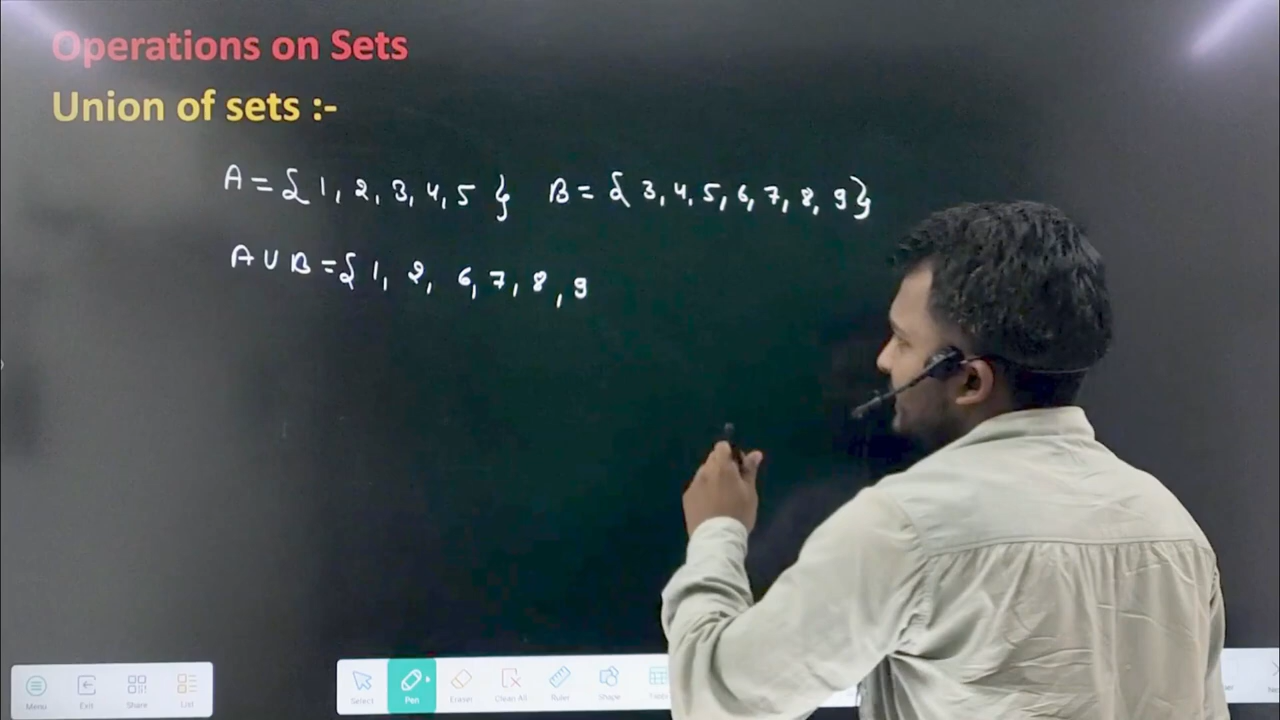 Operations on Sets
Union of sets :-
A = { 1, 2, 3, 4, 5 } B = { 3, 4, 5, 6, 7, 8, 9 }
A ∪ B = { 1, 2, 6, 7, 8, 9
Menu Exit Share List Select Pen Eraser Clean All Ruler Shape